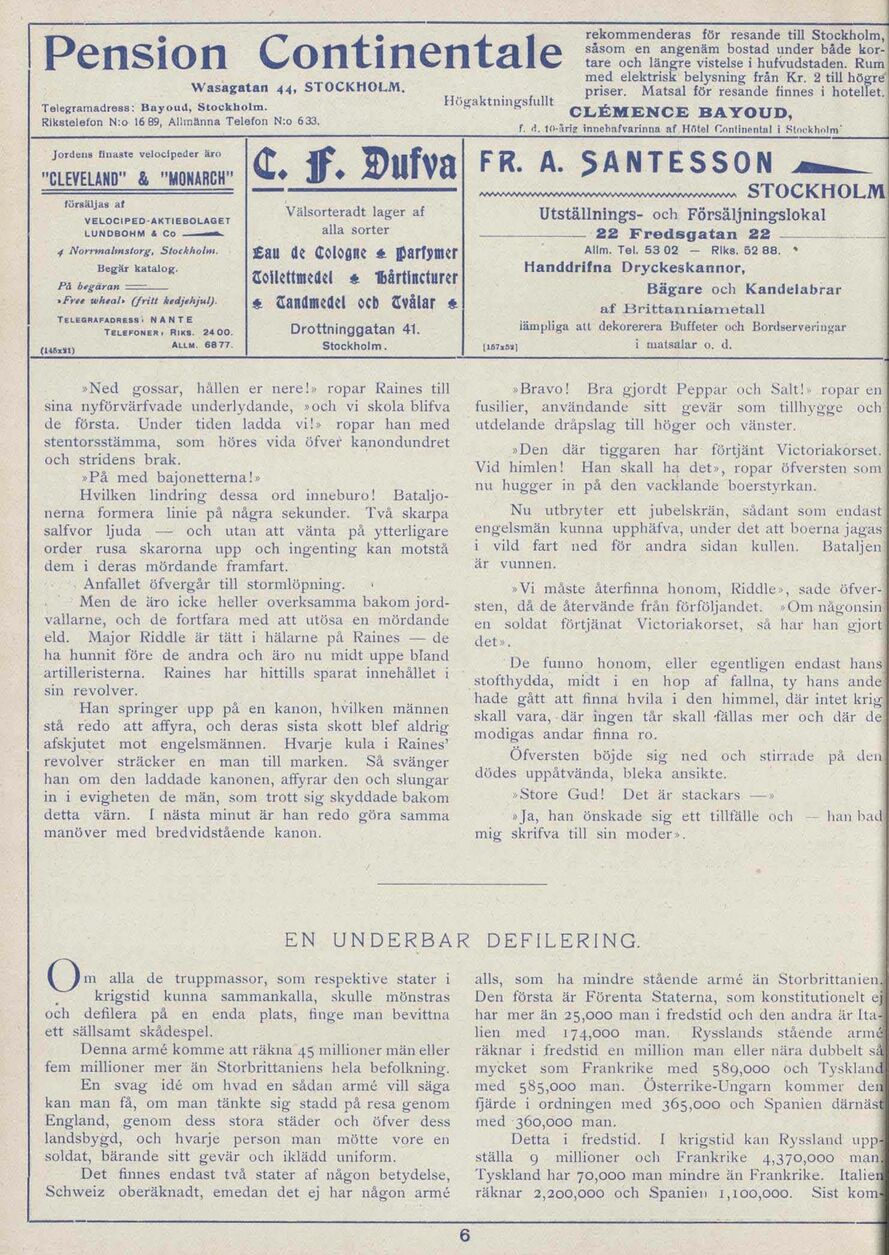 Pension Continentale
Wasagatan 44, STOCKHOLM.
Telegramadress: Bayoud, Stockholm.
Rikstelefon N:o 16 89, Allmänna Telefon N:o 6 33.
Högaktningsfullt
rekommenderas för resande till Stockholm,
såsom en angenäm bostad under både kor-
tare och längre vistelse i hufvudstaden. Rum
med elektrisk belysning från Kr. 2 till högre
priser. Matsal för resande finnes i hotellet.
CLÉMENCE BAYOUD,
f. d. 10-årig innehafvarinna af Hôtel Continental i Stockholm
Jordens finaste velocipeder äro
"CLEVELAND" & "MONARCH"
försäljas af
VELOCIPED-AKTIEBOLAGET
LUNDBOHM & Co
4 Norrmalmstorg, Stockholm.
Begär katalog.
På begäran
»Free wheal» (fritt kedjehjul).
TELEGRAFADRESS: NANTE
TELEFONER: RIKS. 2400.
ALLM. 6877.
(145x21)
C. F. Dufva
Välsorteradt lager af
alla sorter
Eau de Cologne Parfymer
Toilettmedel Hårtincturer
Tandmedel och Tvålar
Drottninggatan 41.
Stockholm.
FR. A. SANTESSON
STOCKHOLM
Utställnings- och Försäljningslokal
22 Fredsgatan 22
Allm. Tel. 53 02 — Riks. 52 88.
Handdrifna Dryckeskannor,
Bägare och Kandelabrar
af Brittanniametall
lämpliga att dekorerera Buffeter och Bordserveringar
[157x52] i matsalar o. d.
»Ned gossar, hållen er nere!» ropar Raines till
sina nyförvärfvade underlydande, »och vi skola blifva
de första. Under tiden ladda vi!» ropar han med
stentorsstämma, som höres vida öfver kanondundret
och stridens brak.
»På med bajonetterna!»
Hvilken lindring dessa ord inneburo! Bataljo-
nerna formera linie på några sekunder. Två skarpa
salfvor ljuda — och utan att vänta på ytterligare
order rusa skarorna upp och ingenting kan motstå
dem i deras mördande framfart.
Anfallet öfvergår till stormlöpning.
Men de äro icke heller overksamma bakom jord-
vallarne, och de fortfara med att utösa en mördande
eld. Major Riddle är tätt i hälarne på Raines — de
ha hunnit före de andra och äro nu midt uppe bland
artilleristerna. Raines har hittills sparat innehållet i
sin revolver.
Han springer upp på en kanon, hvilken männen
stå redo att affyra, och deras sista skott blef aldrig
afskjutet mot engelsmännen. Hvarje kula i Raines'
revolver sträcker en man till marken. Så svänger
han om den laddade kanonen, affyrar den och slungar
in i evigheten de män, som trott sig skyddade bakom
detta värn. I nästa minut är han redo göra samma
manöver med bredvidstående kanon.
»Bravo! Bra gjordt Peppar och Salt!» ropar en
fusilier, användande sitt gevär som tillhygge och
utdelande dråpslag till höger och vänster.
»Den där tiggaren har förtjänt Victoriakorset.
Vid himlen! Han skall ha det», ropar öfversten som
nu hugger in på den vacklande boerstyrkan.
Nu utbryter ett jubelskrän, sådant som endast
engelsmän kunna upphäfva, under det att boerna jagas
i vild fart ned för andra sidan kullen. Bataljen
är vunnen.
»Vi måste återfinna honom, Riddle», sade öfver-
sten, då de återvände från förföljandet. »Om någonsin
en soldat förtjänat Victoriakorset, så har han gjort
det».
De funno honom, eller egentligen endast hans
stofthydda, midt i en hop af fallna, ty hans ande
hade gått att finna hvila i den himmel, där intet krig
skall vara, där ingen tår skall fällas mer och där de
modigas andar finna ro.
Öfversten böjde sig ned och stirrade på den
dödes uppåtvända, bleka ansikte.
»Store Gud! Det är stackars —»
»Ja, han önskade sig ett tillfälle och — han bad
mig skrifva till sin moder».
EN UNDERBAR DEFILERING.
Om alla de truppmassor, som respektive stater i
krigstid kunna sammankalla, skulle mönstras
och defilera på en enda plats, finge man bevittna
ett sällsamt skådespel.
Denna armé komme att räkna 45 millioner män eller
fem millioner mer än Storbrittaniens hela befolkning.
En svag idé om hvad en sådan armé vill säga
kan man få, om man tänkte sig stadd på resa genom
England, genom dess stora städer och öfver dess
landsbygd, och hvarje person man mötte vore en
soldat, bärande sitt gevär och iklädd uniform.
Det finnes endast två stater af någon betydelse,
Schweiz oberäknadt, emedan det ej har någon armé
alls, som ha mindre stående armé än Storbrittanien.
Den första är Förenta Staterna, som konstitutionelt ej
har mer än 25,000 man i fredstid och den andra är Ita-
lien med 174,000 man. Rysslands stående armé
räknar i fredstid en million man eller nära dubbelt så
mycket som Frankrike med 589,000 och Tyskland
med 585,000 man. Österrike-Ungarn kommer den
fjärde i ordningen med 365,000 och Spanien därnäst
med 360,000 man.
Detta i fredstid. I krigstid kan Ryssland upp-
ställa 9 millioner och Frankrike 4,370,000 man.
Tyskland har 70,000 man mindre än Frankrike. Italien
räknar 2,200,000 och Spanien 1,100,000. Sist kom-
6